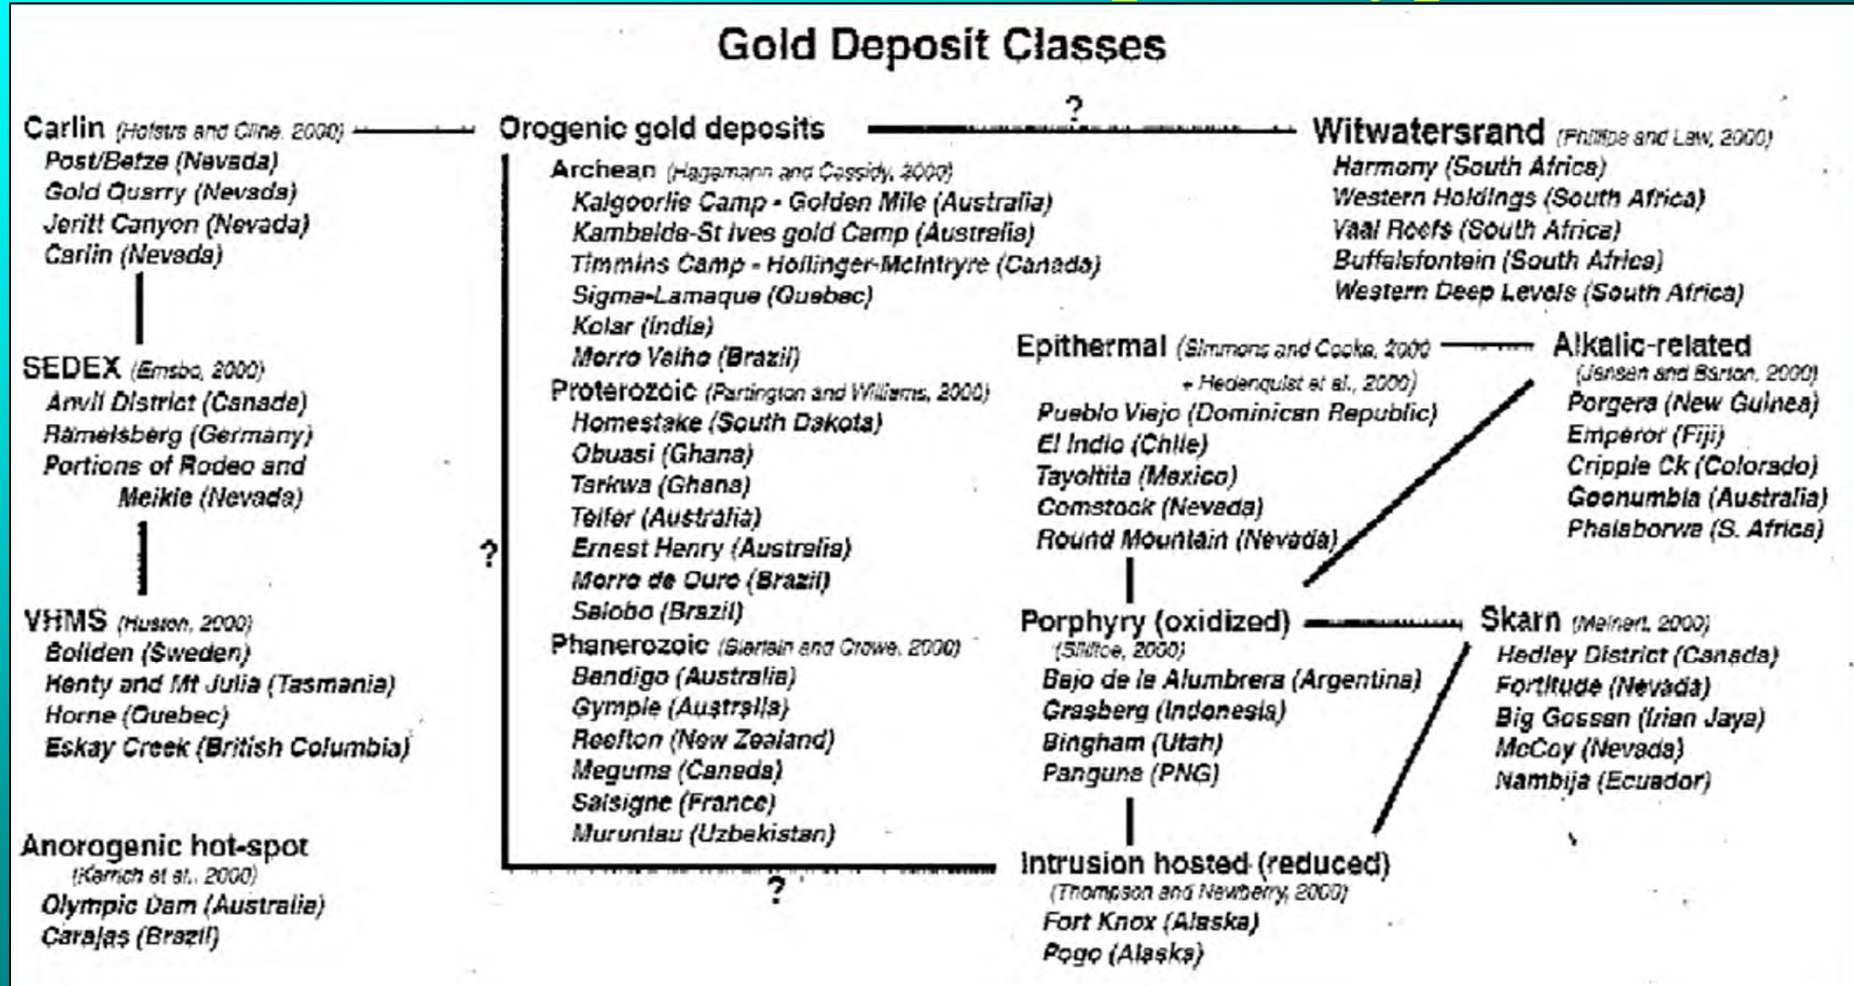 Gold Deposit Classes
?
Carlin (Hofstra and Cline, 2000)
Post/Betze (Nevada)
Gold Quarry (Nevada)
Jeritt Canyon (Nevada)
Carlin (Nevada)
SEDEX (Emsbo, 2000)
Anvil District (Canada)
Ramelsberg (Germany)
Portions of Rodeo and
Meikle (Nevada)
VHMS (Huston, 2000)
Boliden (Sweden)
Henty and Mt Julia (Tasmania)
Horne (Quebec)
Eskay Creek (British Columbia)
Anorogenic hot-spot
(Kerrich et al., 2000)
Olympic Dam (Australia)
Carajas (Brazil)
Orogenic gold deposits
Archean (Hagemann and Cassidy, 2000)
Kalgoorlie Camp - Golden Mile (Australia)
Kambalda-St Ives gold Camp (Australia)
Timmins Camp - Hollinger-McIntryre (Canada)
Sigma-Lamaque (Quebec)
Kolar (India)
Morro Velho (Brazil)
Proterozoic (Partington and Williams, 2000)
Homestake (South Dakota)
Obuasi (Ghana)
Tarkwa (Ghana)
Telfer (Australia)
?
Ernest Henry (Australia)
Morro de Ouro (Brazil)
Salobo (Brazil)
Phanerozoic (Bierlein and Crowe, 2000)
Bendigo (Australia)
Gympie (Australia)
Reefton (New Zealand)
Meguma (Canada)
Salsigne (France)
Muruntau (Uzbekistan)
?
Witwatersrand (Phillips and Law, 2000)
Harmony (South Africa)
Western Holdings (South Africa)
Vaal Reefs (South Africa)
Buffalsfontein (South Africa)
Western Deep Levels (South Africa)
Epithermal (Simmons and Cooke, 2000
+ Hedenquist et al., 2000)
Pueblo Viejo (Dominican Republic)
El Indio (Chile)
Tayoltita (Mexico)
Comstock (Nevada)
Round Mountain (Nevada)
Alkalic-related
(Jensen and Barton, 2000)
Porgera (New Guinea)
Emperor (Fiji)
Cripple Ck (Colorado)
Goonumbla (Australia)
Phalaborwa (S. Africa)
Porphyry (oxidized)
(Sillitoe, 2000)
Bajo de la Alumbrera (Argentina)
Grasberg (Indonesia)
Bingham (Utah)
Panguna (PNG)
Skarn (Meinert, 2000)
Hedley District (Canada)
Fortitude (Nevada)
Big Gossan (Irian Jaya)
McCoy (Nevada)
Nambija (Ecuador)
Intrusion hosted (reduced)
(Thompson and Newberry, 2000)
Fort Knox (Alaska)
Pogo (Alaska)